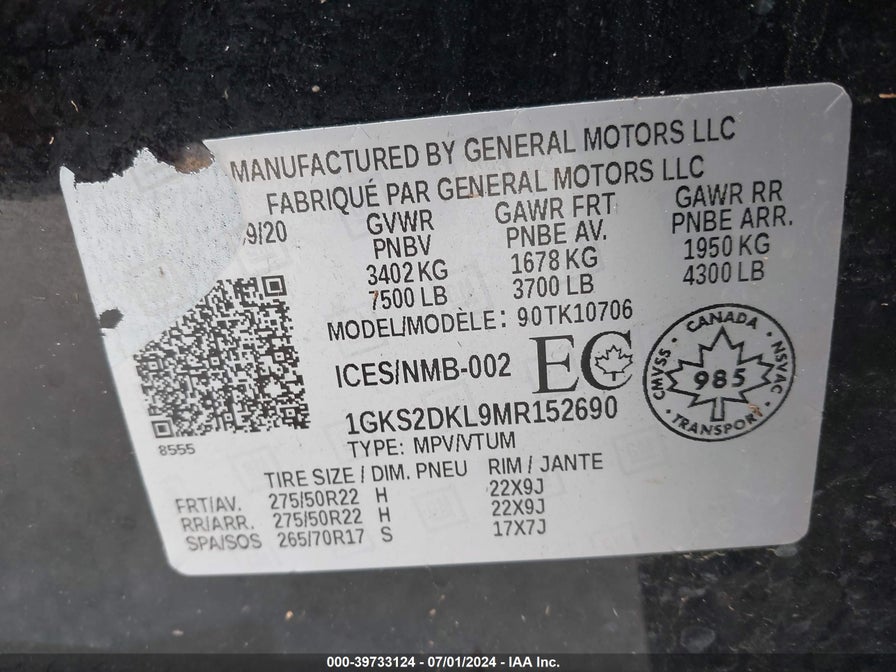 MANUFACTURED BY GENERAL MOTORS LLC
FABRIQUÉ PAR GENERAL MOTORS LLC
9/20 GVWR GAWR FRT GAWR RR
PNBV PNBE AV. PNBE ARR.
3402 KG 1678 KG 1950 KG
7500 LB 3700 LB 4300 LB
MODEL/MODÈLE: 90TK10706
ICES/NMB-002 EC
CANADA
CMVSS 985 NSVAC
TRANSPORT
1GKS2DKL9MR152690
8555 TYPE: MPV/VTUM
TIRE SIZE / DIM. PNEU RIM / JANTE
FRT/AV. 275/50R22 H 22X9J
RR/ARR. 275/50R22 H 22X9J
SPA/SOS 265/70R17 S 17X7J
000-39733124 - 07/01/2024 - IAA Inc.